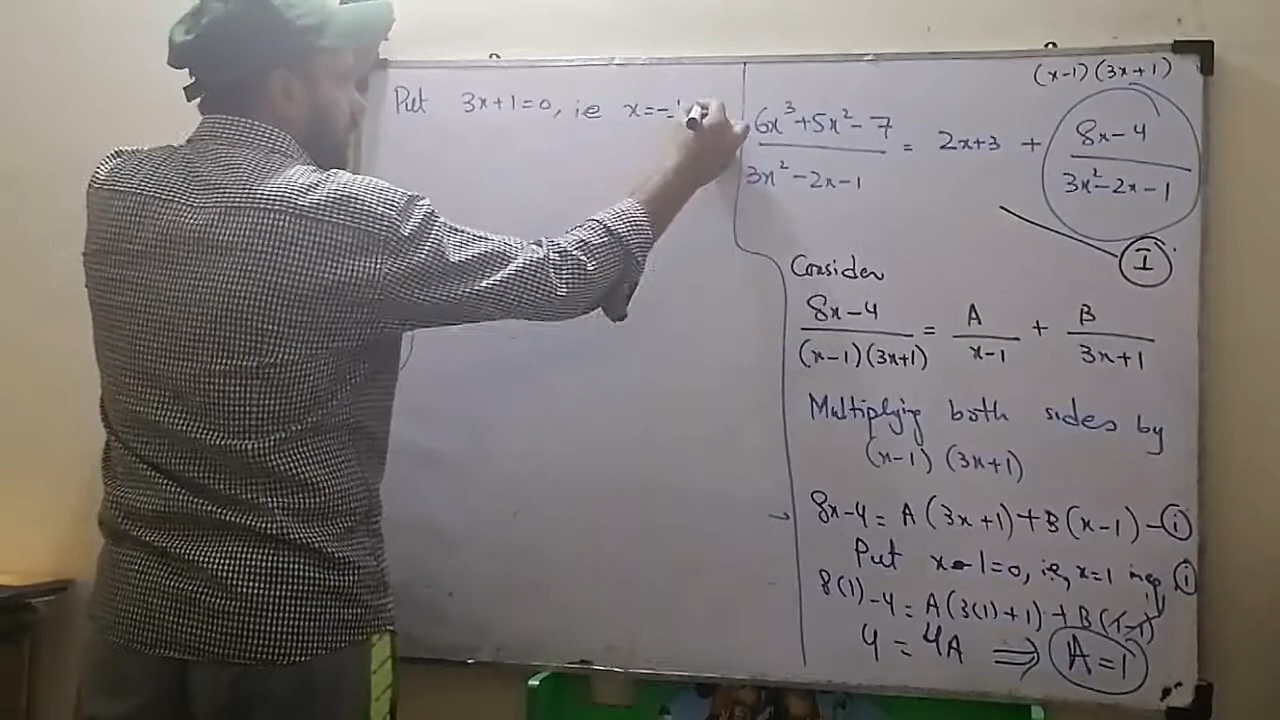 Put 3x+1=0, ie x=-1
(x-1)(3x+1)
6x³+5x²-7 / 3x²-2x-1 = 2x+3 + 8x-4 / 3x²-2x-1
I
Consider
8x-4 / (x-1)(3x+1) = A / x-1 + B / 3x+1
Multiplying both sides by
(x-1) (3x+1)
8x-4 = A(3x+1)+B(x-1) - i
Put x-1=0, ie, x=1 in eq i
8(1)-4 = A(3(1)+1) + B(1-1)
4 = 4A ⇒ A=1